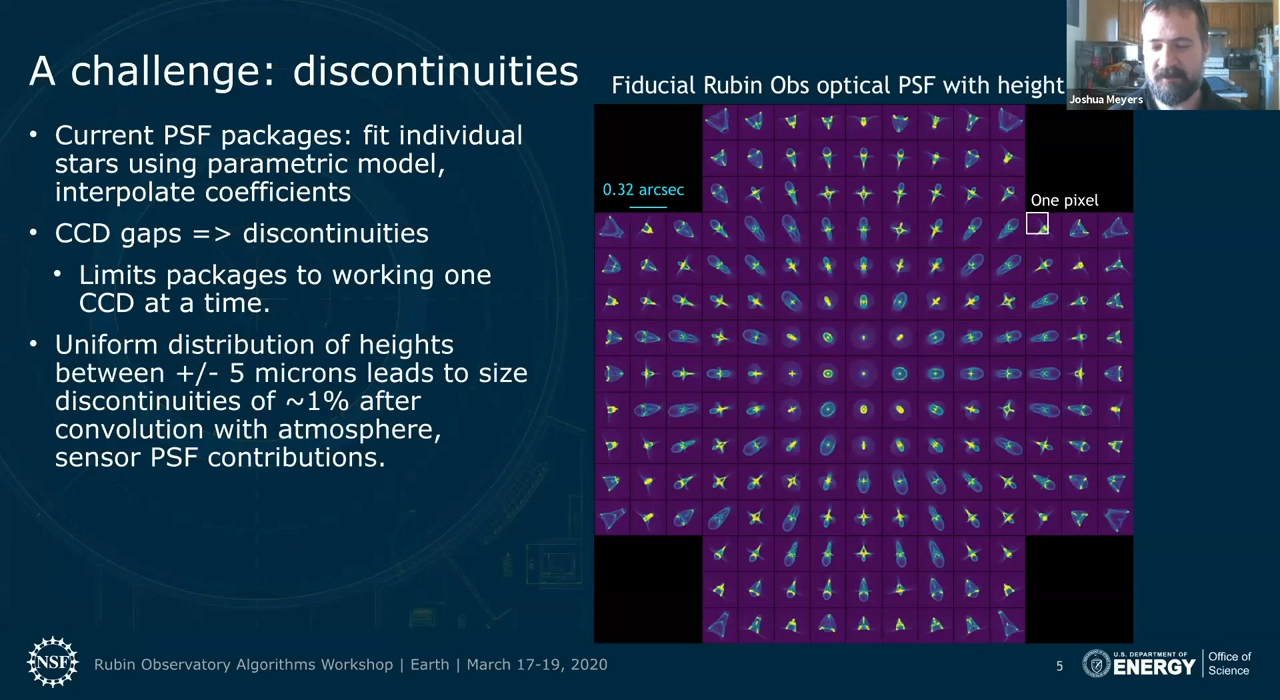 A challenge: discontinuities
Fiducial Rubin Obs optical PSF with height
Joshua Meyers
• Current PSF packages: fit individual
stars using parametric model,
interpolate coefficients
• CCD gaps => discontinuities
• Limits packages to working one
CCD at a time.
• Uniform distribution of heights
between +/- 5 microns leads to size
discontinuities of ~1% after
convolution with atmosphere,
sensor PSF contributions.
0.32 arcsec
One pixel
NSF
Rubin Observatory Algorithms Workshop | Earth | March 17-19, 2020
5
U.S. DEPARTMENT OF
ENERGY
Office of
Science